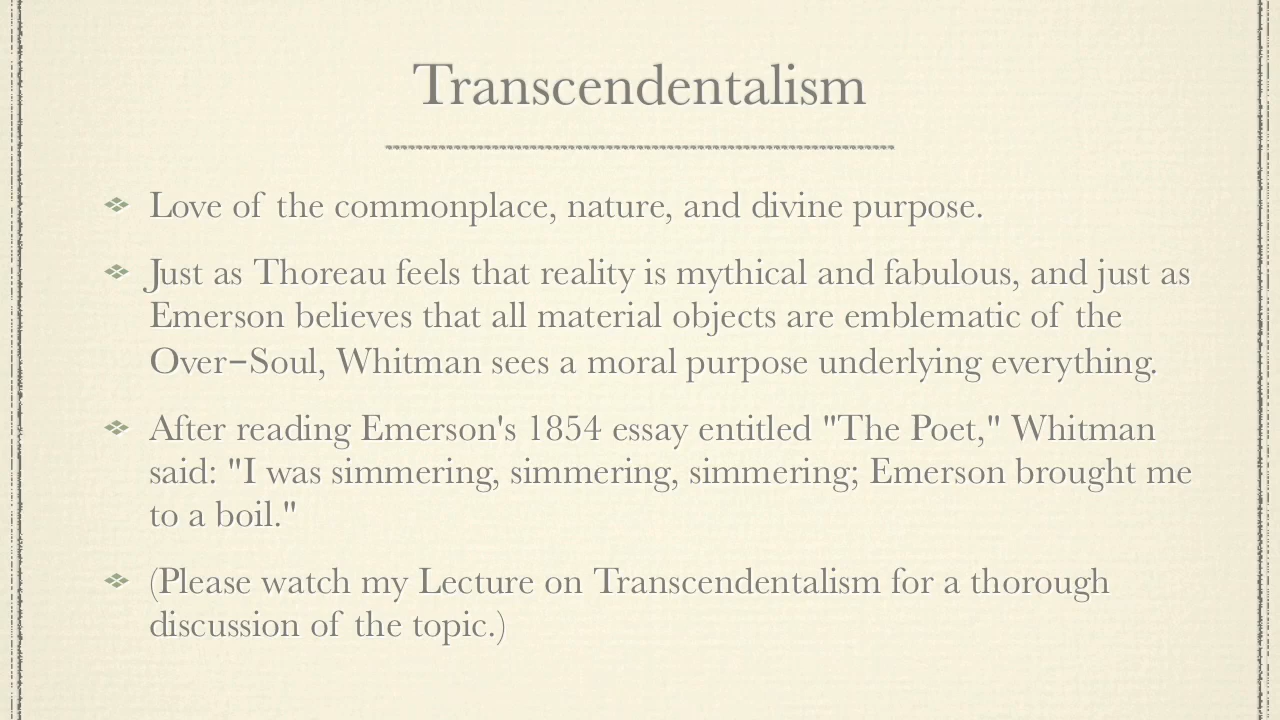 Transcendentalism
Love of the commonplace, nature, and divine purpose.
Just as Thoreau feels that reality is mythical and fabulous, and just as
Emerson believes that all material objects are emblematic of the
Over−Soul, Whitman sees a moral purpose underlying everything.
After reading Emerson's 1854 essay entitled "The Poet," Whitman
said: "I was simmering, simmering, simmering; Emerson brought me
to a boil."
(Please watch my Lecture on Transcendentalism for a thorough
discussion of the topic.)